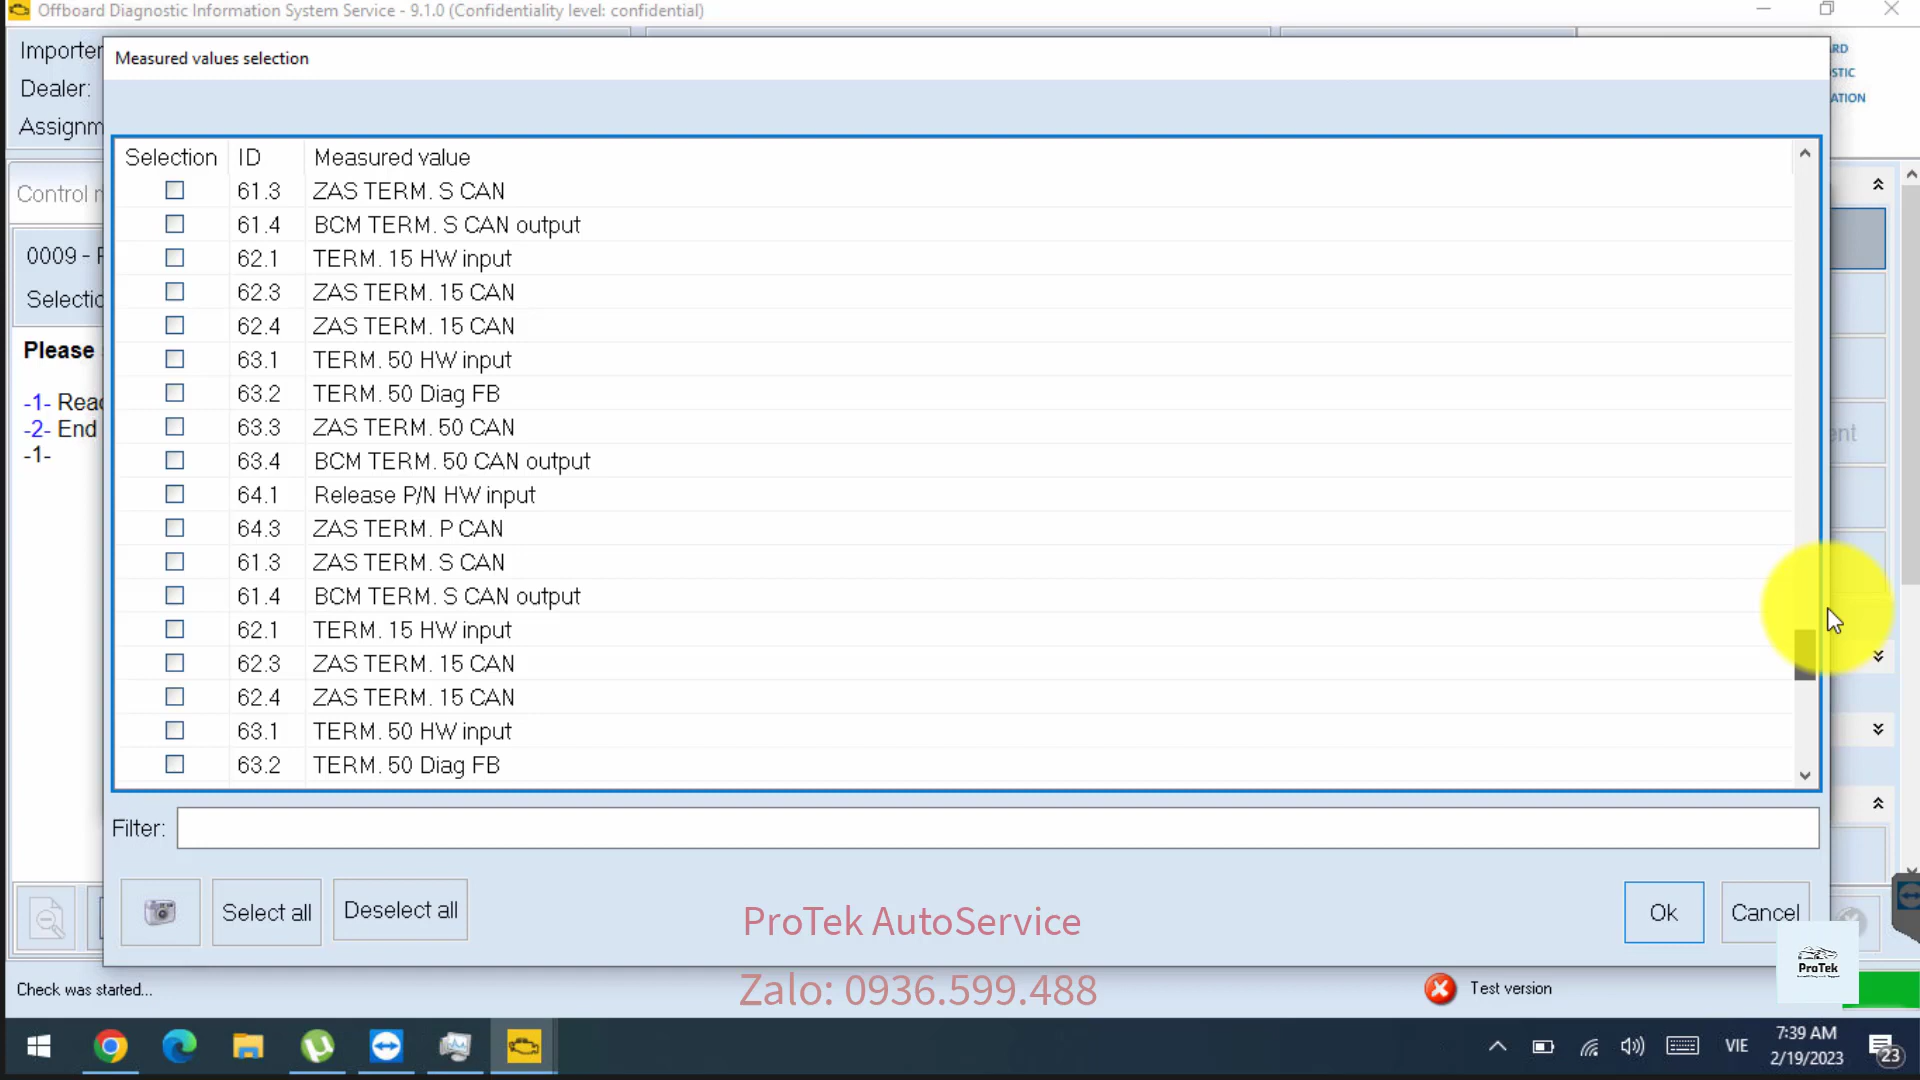 Offboard Diagnostic Information System Service - 9.1.0 (Confidentiality level: confidential)
Importer
Dealer:
Assignm
RD
STIC
ATION
Control
0009 -
Please
-1- Read
-2- End
-1-
Measured values selection
Selection ID Measured value
61.3 ZAS TERM. S CAN
61.4 BCM TERM. S CAN output
62.1 TERM. 15 HW input
62.3 ZAS TERM. 15 CAN
62.4 ZAS TERM. 15 CAN
63.1 TERM. 50 HW input
63.2 TERM. 50 Diag FB
63.3 ZAS TERM. 50 CAN
63.4 BCM TERM. 50 CAN output
64.1 Release P/N HW input
64.3 ZAS TERM. P CAN
61.3 ZAS TERM. S CAN
61.4 BCM TERM. S CAN output
62.1 TERM. 15 HW input
62.3 ZAS TERM. 15 CAN
62.4 ZAS TERM. 15 CAN
63.1 TERM. 50 HW input
63.2 TERM. 50 Diag FB
Filter:
Select all
Deselect all
Ok
Cancel
ProTek AutoService
Zalo: 0936.599.488
ProTek
Check was started...
Test version
VIE
7:39 AM
2/19/2023
23